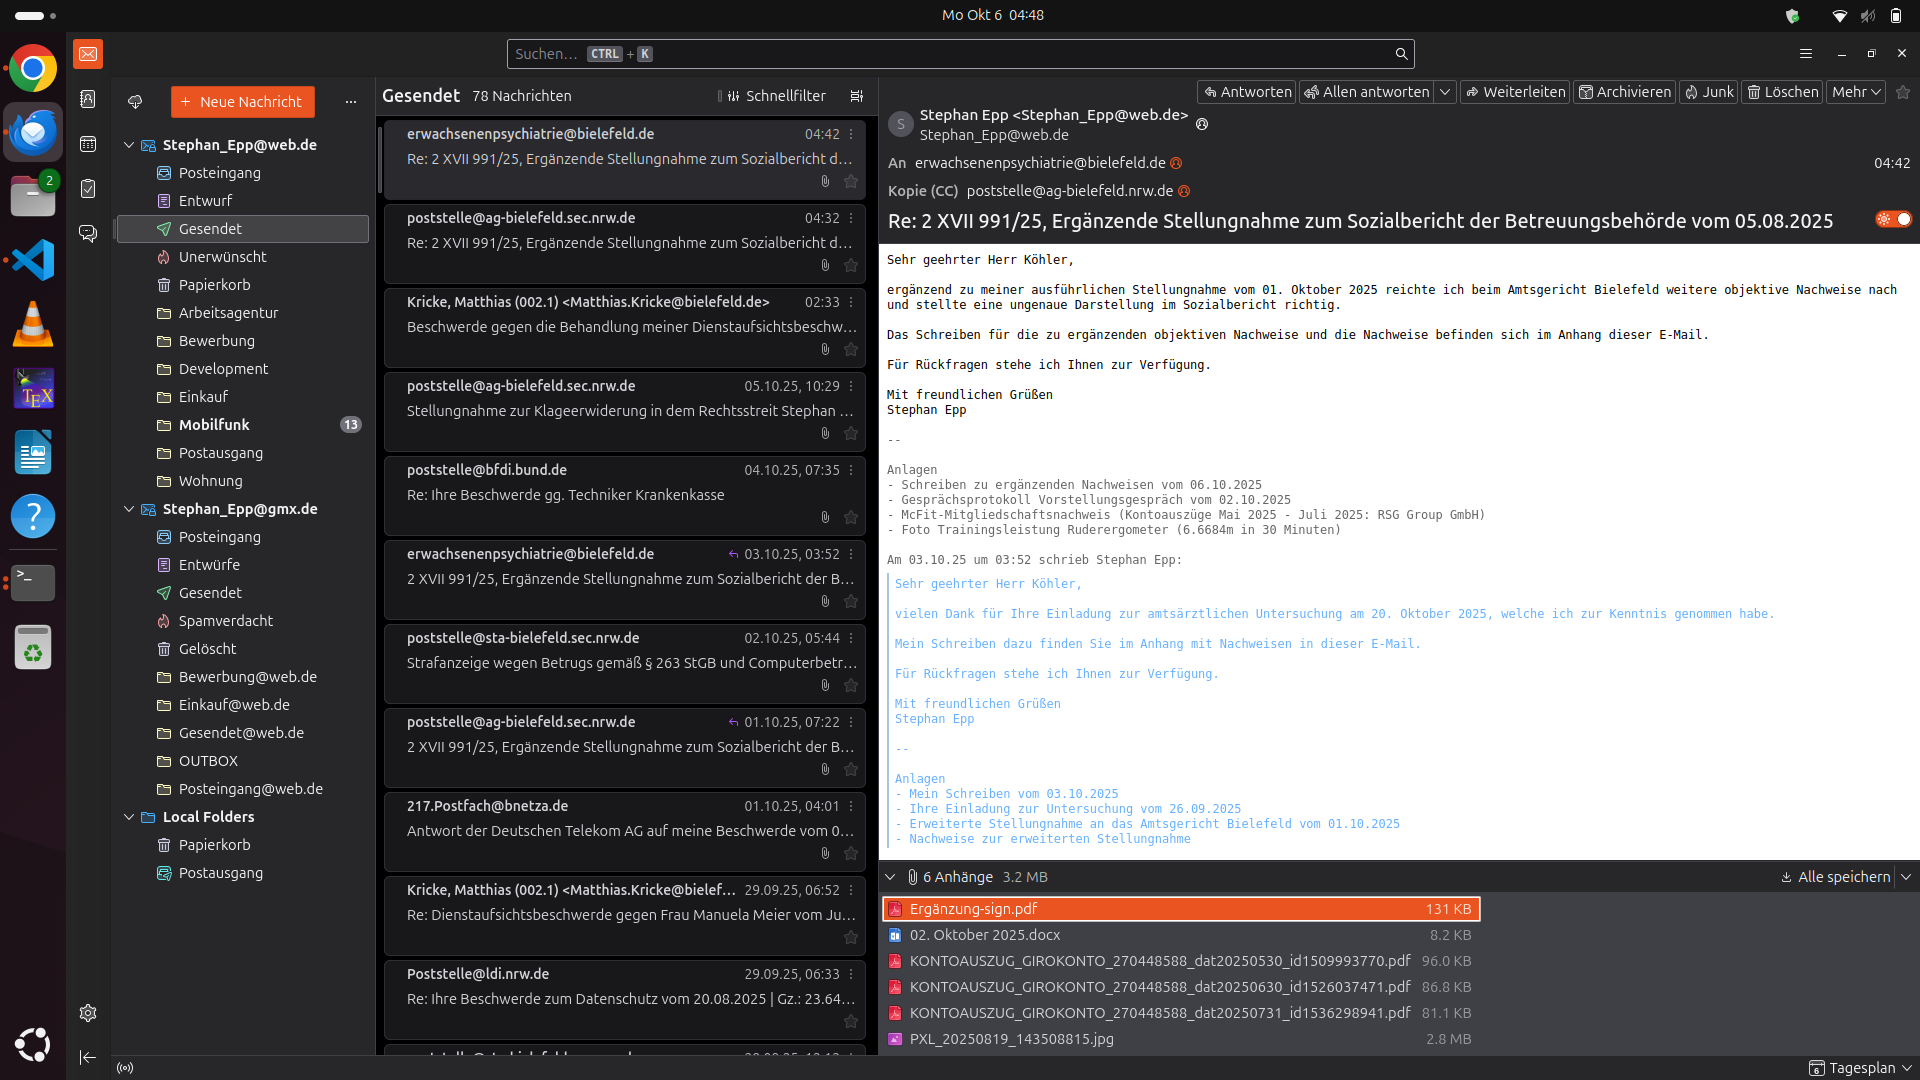 Mo Okt 6 04:48
Suchen… CTRL + K
Neue Nachricht
Stephan_Epp@web.de
Posteingang
Entwurf
Gesendet
Unerwünscht
Papierkorb
Arbeitsagentur
Bewerbung
Development
Einkauf
Mobilfunk 13
Postausgang
Wohnung
Stephan_Epp@gmx.de
Posteingang
Entwürfe
Gesendet
Spamverdacht
Gelöscht
Bewerbung@web.de
Einkauf@web.de
Gesendet@web.de
OUTBOX
Posteingang@web.de
Local Folders
Papierkorb
Postausgang
2
TEX
Gesendet 78 Nachrichten Schnellfilter
erwachsenenpsychiatrie@bielefeld.de 04:42
Re: 2 XVII 991/25, Ergänzende Stellungnahme zum Sozialbericht d…
poststelle@ag-bielefeld.sec.nrw.de 04:32
Re: 2 XVII 991/25, Ergänzende Stellungnahme zum Sozialbericht d…
Kricke, Matthias (002.1) <Matthias.Kricke@bielefeld.de> 02:33
Beschwerde gegen die Behandlung meiner Dienstaufsichtsbeschw…
poststelle@ag-bielefeld.sec.nrw.de 05.10.25, 10:29
Stellungnahme zur Klageerwiderung in dem Rechtsstreit Stephan …
poststelle@bfdi.bund.de 04.10.25, 07:35
Re: Ihre Beschwerde gg. Techniker Krankenkasse
erwachsenenpsychiatrie@bielefeld.de 03.10.25, 03:52
2 XVII 991/25, Ergänzende Stellungnahme zum Sozialbericht der B…
poststelle@sta-bielefeld.sec.nrw.de 02.10.25, 05:44
Strafanzeige wegen Betrugs gemäß § 263 StGB und Computerbetr…
poststelle@ag-bielefeld.sec.nrw.de 01.10.25, 07:22
2 XVII 991/25, Ergänzende Stellungnahme zum Sozialbericht der B…
217.Postfach@bnetza.de 01.10.25, 04:01
Antwort der Deutschen Telekom AG auf meine Beschwerde vom 0…
Kricke, Matthias (002.1) <Matthias.Kricke@bielef… 29.09.25, 06:52
Re: Dienstaufsichtsbeschwerde gegen Frau Manuela Meier vom Ju…
Poststelle@ldi.nrw.de 29.09.25, 06:33
Re: Ihre Beschwerde zum Datenschutz vom 20.08.2025 | Gz.: 23.64…
Antworten Allen antworten Weiterleiten Archivieren Junk Löschen Mehr
S
Stephan Epp <Stephan_Epp@web.de>
Stephan_Epp@web.de
An erwachsenenpsychiatrie@bielefeld.de 04:42
Kopie (CC) poststelle@ag-bielefeld.nrw.de
Re: 2 XVII 991/25, Ergänzende Stellungnahme zum Sozialbericht der Betreuungsbehörde vom 05.08.2025
Sehr geehrter Herr Köhler,
ergänzend zu meiner ausführlichen Stellungnahme vom 01. Oktober 2025 reichte ich beim Amtsgericht Bielefeld weitere objektive Nachweise nach
und stellte eine ungenaue Darstellung im Sozialbericht richtig.
Das Schreiben für die zu ergänzenden objektiven Nachweise und die Nachweise befinden sich im Anhang dieser E-Mail.
Für Rückfragen stehe ich Ihnen zur Verfügung.
Mit freundlichen Grüßen
Stephan Epp
--
Anlagen
- Schreiben zu ergänzenden Nachweisen vom 06.10.2025
- Gesprächsprotokoll Vorstellungsgespräch vom 02.10.2025
- McFit-Mitgliedschaftsnachweis (Kontoauszüge Mai 2025 - Juli 2025: RSG Group GmbH)
- Foto Trainingsleistung Ruderergometer (6.6684m in 30 Minuten)
Am 03.10.25 um 03:52 schrieb Stephan Epp:
Sehr geehrter Herr Köhler,
vielen Dank für Ihre Einladung zur amtsärztlichen Untersuchung am 20. Oktober 2025, welche ich zur Kenntnis genommen habe.
Mein Schreiben dazu finden Sie im Anhang mit Nachweisen in dieser E-Mail.
Für Rückfragen stehe ich Ihnen zur Verfügung.
Mit freundlichen Grüßen
Stephan Epp
--
Anlagen
- Mein Schreiben vom 03.10.2025
- Ihre Einladung zur Untersuchung vom 26.09.2025
- Erweiterte Stellungnahme an das Amtsgericht Bielefeld vom 01.10.2025
- Nachweise zur erweiterten Stellungnahme
6 Anhänge 3.2 MB Alle speichern
Ergänzung-sign.pdf 131 KB
02. Oktober 2025.docx 8.2 KB
KONTOAUSZUG_GIROKONTO_270448588_dat20250530_id1509993770.pdf 96.0 KB
KONTOAUSZUG_GIROKONTO_270448588_dat20250630_id1526037471.pdf 86.8 KB
KONTOAUSZUG_GIROKONTO_270448588_dat20250731_id1536298941.pdf 81.1 KB
PXL_20250819_143508815.jpg 2.8 MB
6 Tagesplan